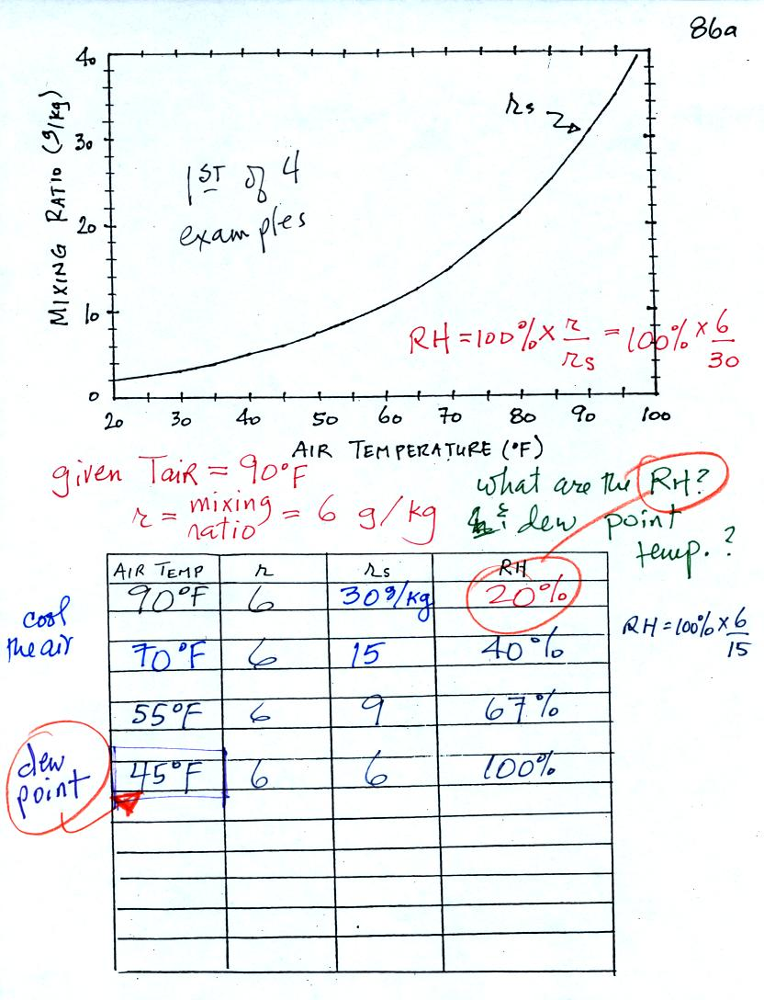 86a
40
30
20
10
0
MIXING RATIO (g/kg)
rs
1ST of 4
examples
RH = 100% × r/rs = 100% × 6/30
20 30 40 50 60 70 80 90 100
AIR TEMPERATURE (°F)
given TAIR = 90°F
r = mixing ratio = 6 g/kg
what are the RH?
& dew point
temp.?
AIR TEMP r rs RH
90°F 6 30 g/kg 20%
cool
the air
70°F 6 15 40%
RH = 100% × 6/15
55°F 6 9 67%
dew
point
45°F 6 6 100%